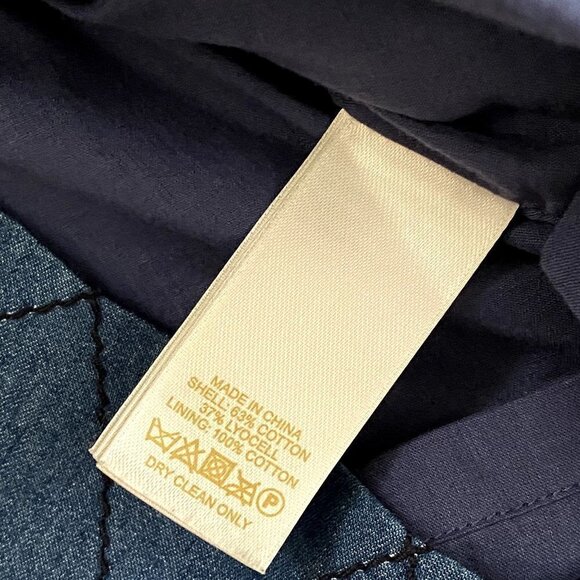 MADE IN CHINA
SHELL: 63% COTTON
37% LYOCELL
LINING: 100% COTTON
P
DRY CLEAN ONLY